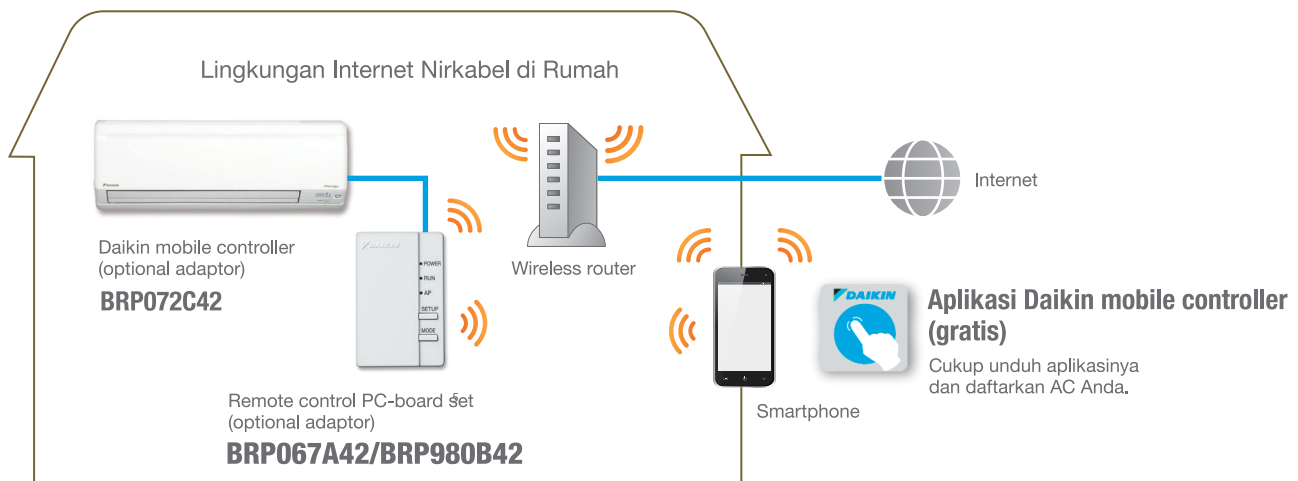 Lingkungan Internet Nirkabel di Rumah
Internet
DAIKIN
POWER
RUN
AP
SETUP
MODE
Daikin mobile controller
(optional adaptor)
BRP072C42
Wireless router
DAIKIN
Aplikasi Daikin mobile controller
(gratis)
Cukup unduh aplikasinya
dan daftarkan AC Anda.
Remote control PC-board set
(optional adaptor)
BRP067A42/BRP980B42
Smartphone